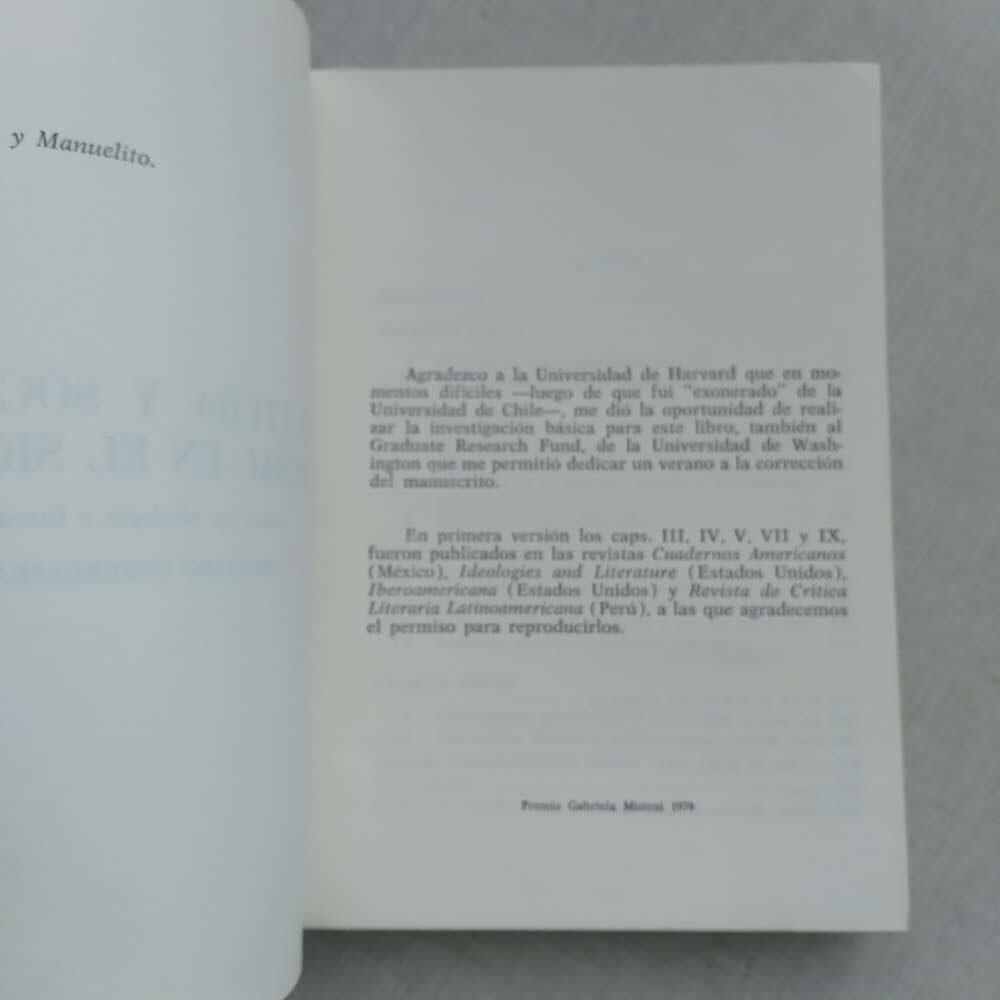 y Manuelito.
Agradezco a la Universidad de Harvard que en mo-
mentos difíciles —luego de que fui "exonerado" de la
Universidad de Chile—, me dió la oportunidad de reali-
zar la investigación básica para este libro, también al
Graduate Research Fund, de la Universidad de Wash-
ington que me permitió dedicar un verano a la corrección
del manuscrito.
En primera versión los caps. III, IV, V, VII y IX,
fueron publicados en las revistas Cuadernos Americanos
(México), Ideologies and Literature (Estados Unidos),
Iberoamericana (Estados Unidos) y Revista de Crítica
Literaria Latinoamericana (Perú), a las que agradecemos
el permiso para reproducirlos.
Premio Gabriela Mistral 1979